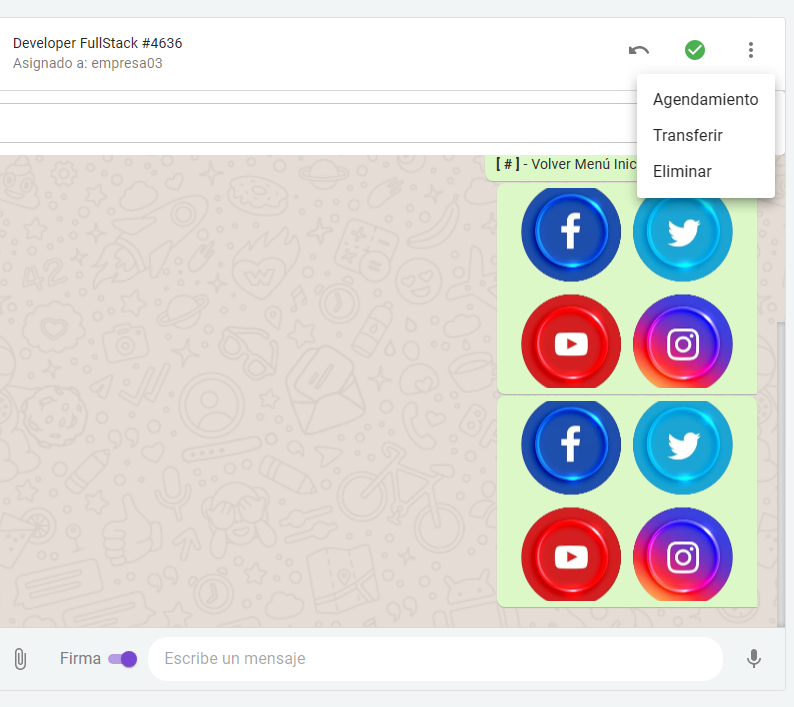 Developer FullStack #4636
Asignado a: empresa03
Agendamiento
Transferir
Eliminar
[ # ] - Volver Menú Inic
Firma
Escribe un mensaje